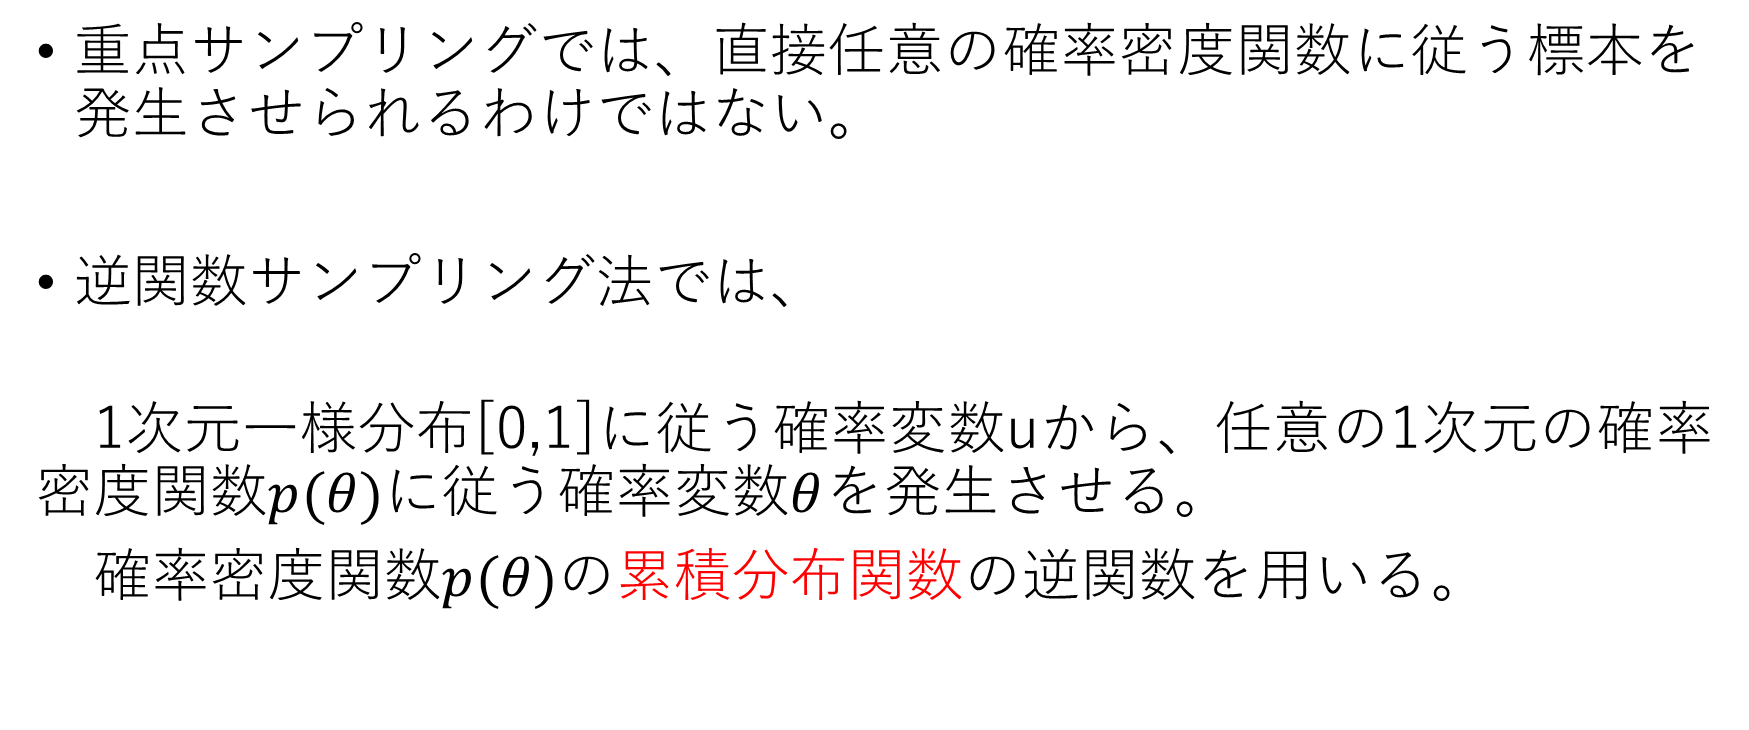 • 重点サンプリングでは、直接任意の確率密度関数に従う標本を
発生させられるわけではない。
• 逆関数サンプリング法では、
1次元一様分布[0,1]に従う確率変数uから、任意の1次元の確率
密度関数p(θ)に従う確率変数θを発生させる。
確率密度関数p(θ)の累積分布関数の逆関数を用いる。